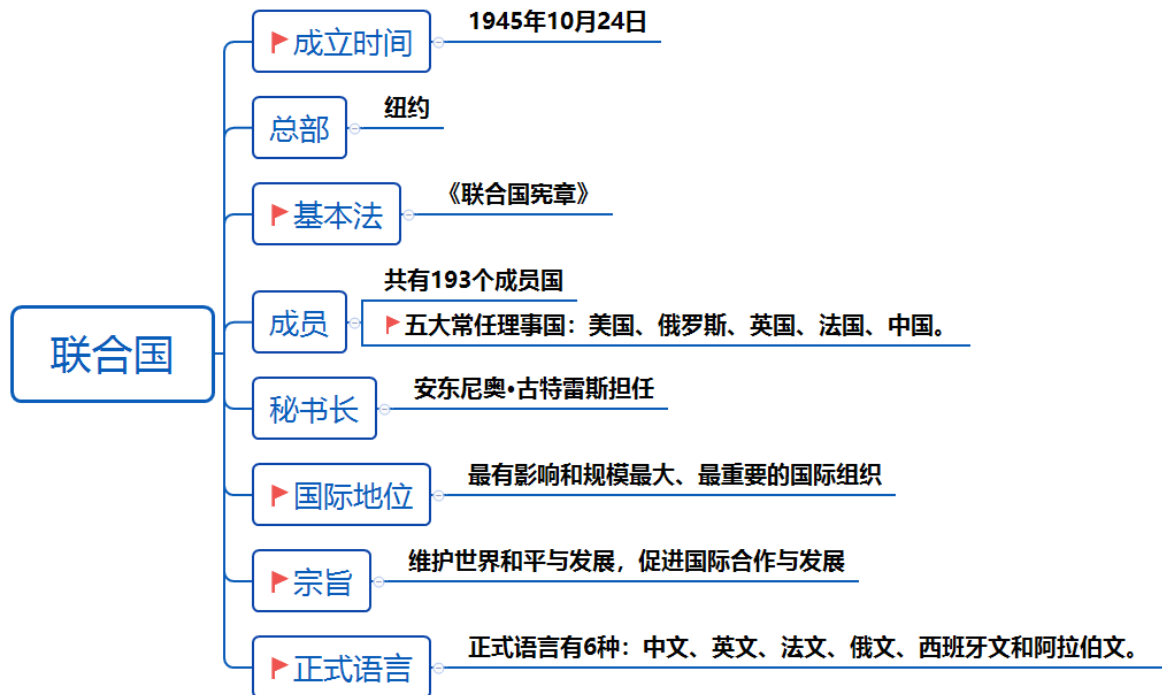 联合国
成立时间
1945年10月24日
总部
纽约
基本法
《联合国宪章》
成员
共有193个成员国
五大常任理事国：美国、俄罗斯、英国、法国、中国。
秘书长
安东尼奥•古特雷斯担任
国际地位
最有影响和规模最大、最重要的国际组织
宗旨
维护世界和平与发展，促进国际合作与发展
正式语言
正式语言有6种：中文、英文、法文、俄文、西班牙文和阿拉伯文。